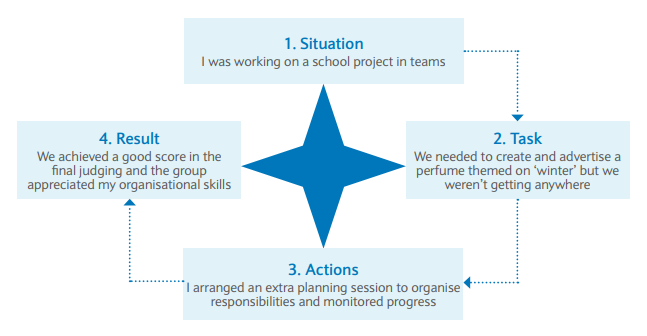 1. Situation
I was working on a school project in teams
2. Task
We needed to create and advertise a
perfume themed on ‘winter’ but we
weren’t getting anywhere
3. Actions
I arranged an extra planning session to organise
responsibilities and monitored progress
4. Result
We achieved a good score in the
final judging and the group
appreciated my organisational skills